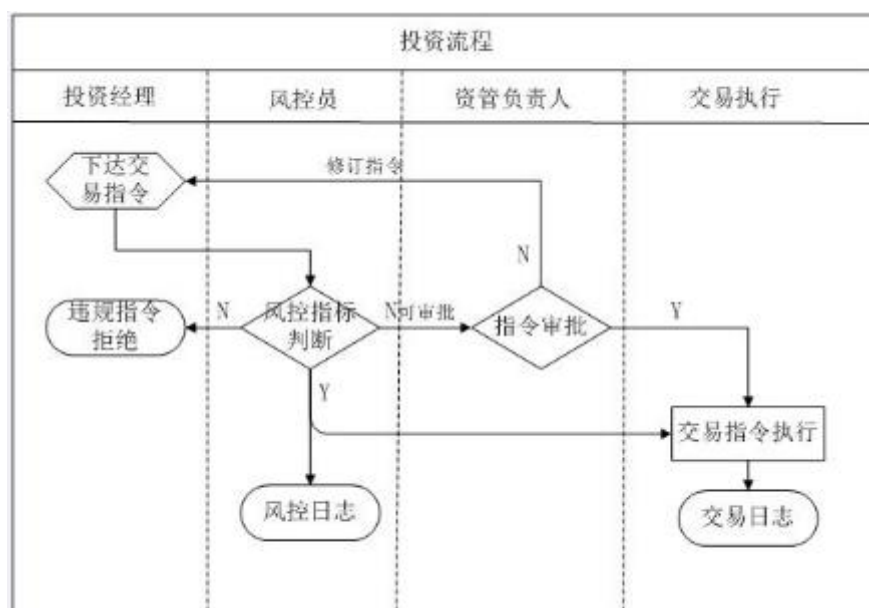 投资流程
投资经理
风控员
资管负责人
交易执行
下达交
易指令
修订指令
N
违规指令
拒绝
N
风控指标
判断
N可审批
指令审批
Y
Y
交易指令执行
风控日志
交易日志